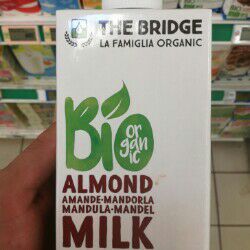 THE BRIDGE
LA FAMIGLIA ORGANIC
Bio
organic
ALMOND
AMANDE-MANDORLA
MANDULA-MANDEL
MILK